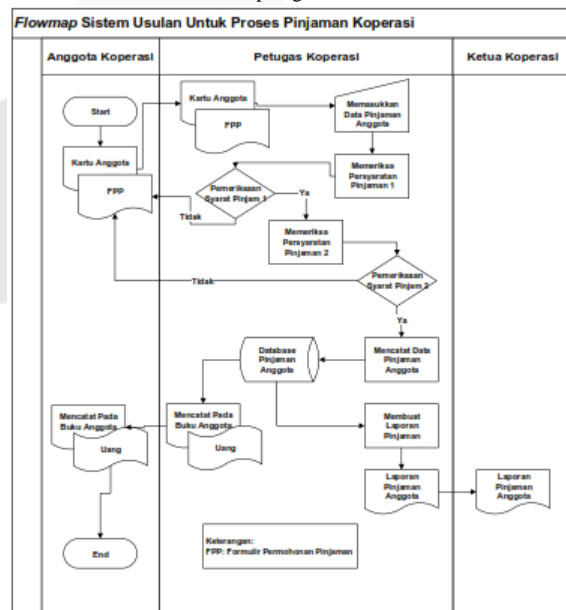 Flowmap Sistem Usulan Untuk Proses Pinjaman Koperasi
Anggota Koperasi
Petugas Koperasi
Ketua Koperasi
Start
Kartu Anggota
FPP
Kartu Anggota
FPP
Memasukkan
Data Pinjaman
Anggota
Memeriksa
Persyaratan
Pinjaman 1
Pemeriksaan
Syarat Pinjam 1
Ya
Tidak
Memeriksa
Persyaratan
Pinjaman 2
Pemeriksaan
Syarat Pinjam 2
Tidak
Ya
Database
Pinjaman
Anggota
Mencatat Data
Pinjaman
Anggota
Mencatat Pada
Buku Anggota
Uang
Mencatat Pada
Buku Anggota
Uang
Membuat
Laporan
Pinjaman
Laporan
Pinjaman
Anggota
Laporan
Pinjaman
Anggota
End
Keterangan:
FPP: Formulir Permohonan Pinjaman